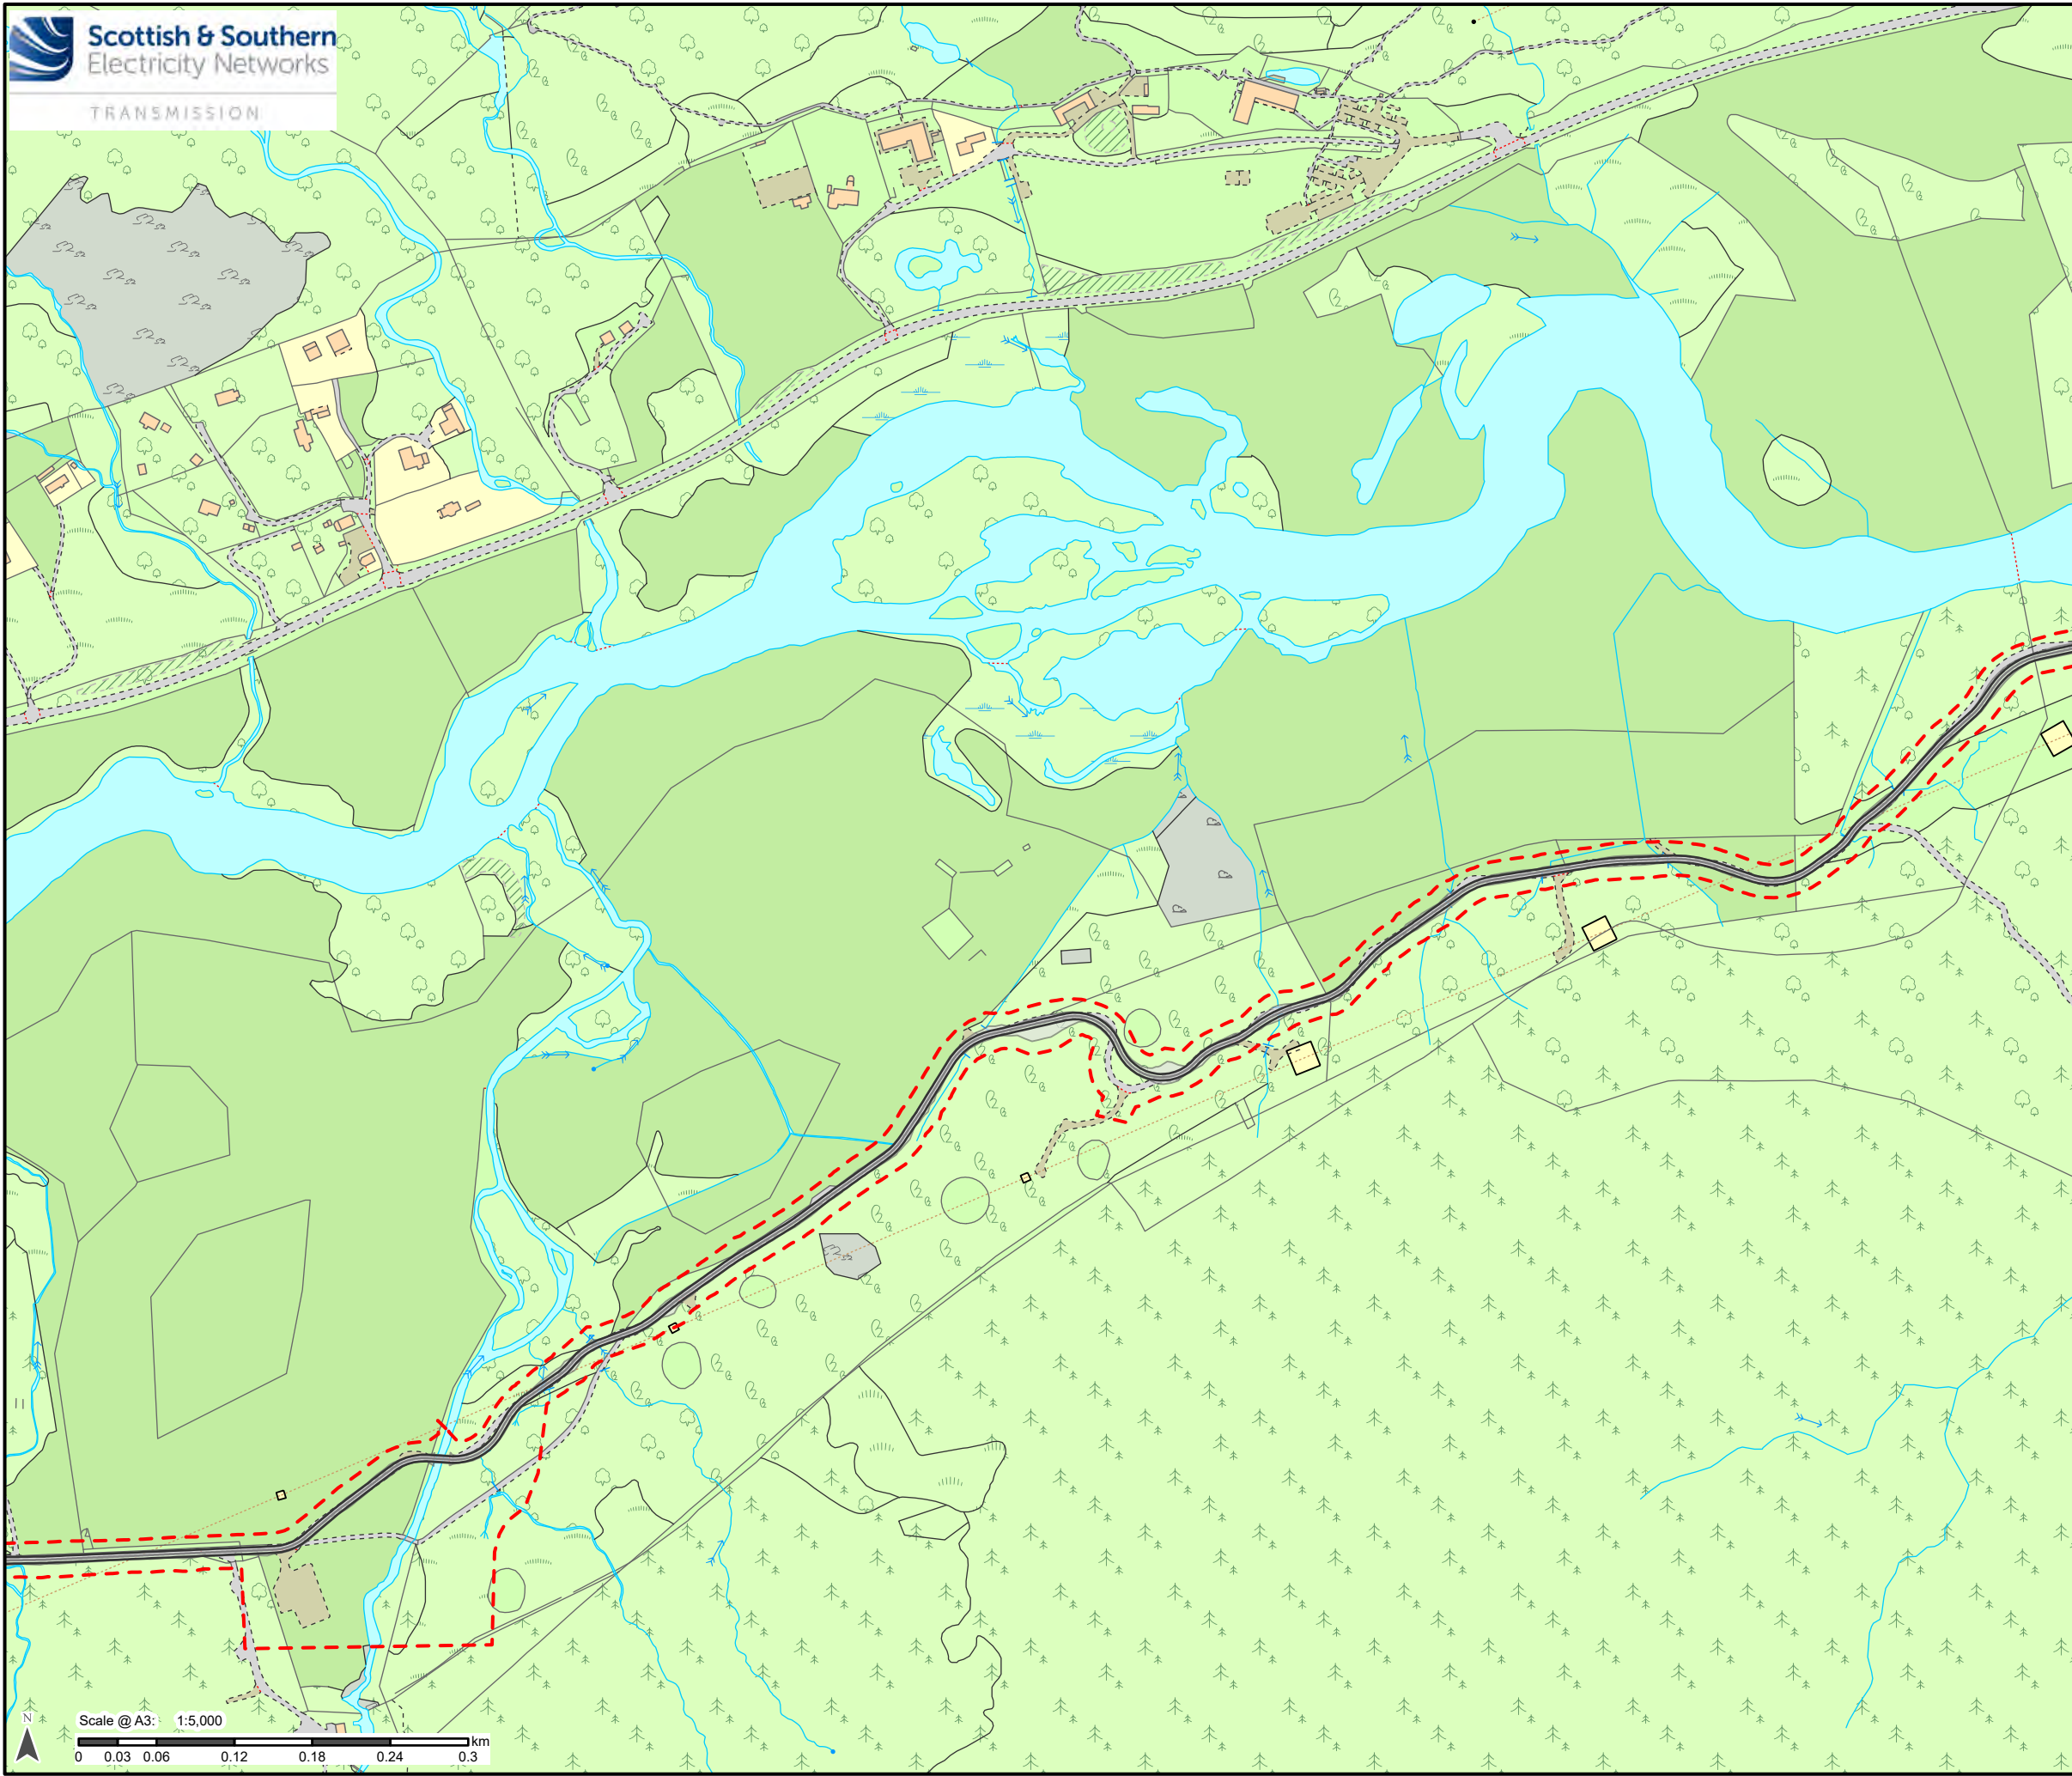 Scottish & Southern
Electricity Networks
TRANSMISSION
N
Scale @ A3: 1:5,000
km
0 0.03 0.06 0.12 0.18 0.24 0.3